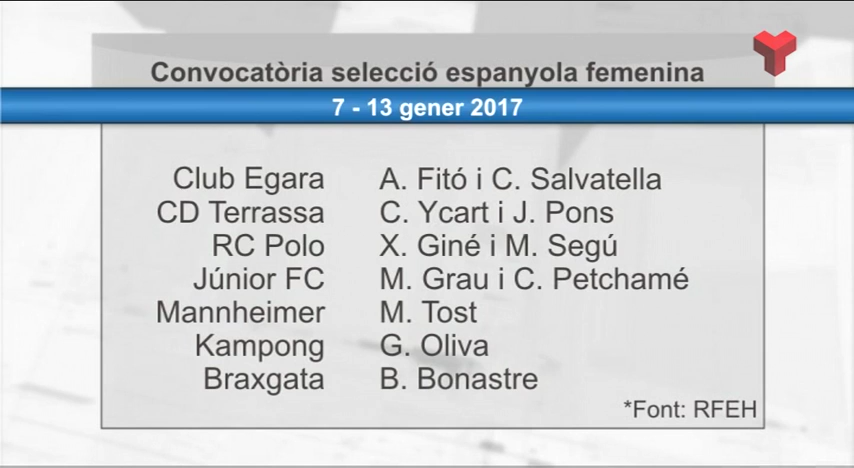 Convocatòria selecció espanyola femenina
7 - 13 gener 2017
Club Egara A. Fitó i C. Salvatella
CD Terrassa C. Ycart i J. Pons
RC Polo X. Giné i M. Segú
Júnior FC M. Grau i C. Petchamé
Mannheimer M. Tost
Kampong G. Oliva
Braxgata B. Bonastre
*Font: RFEH